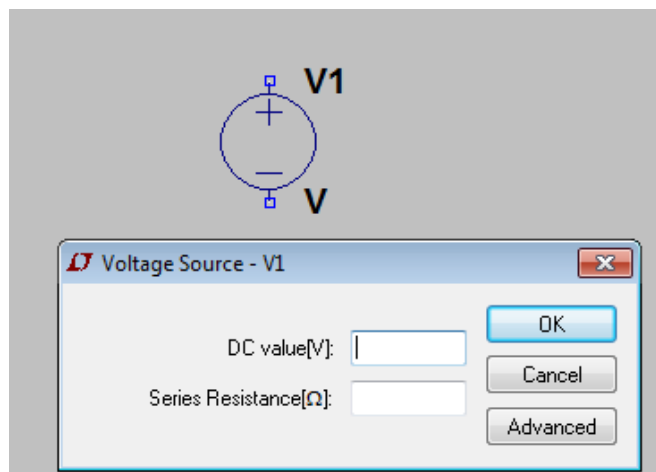 V1
V
Voltage Source - V1
DC value[V]:
OK
Series Resistance[Ω]:
Cancel
Advanced